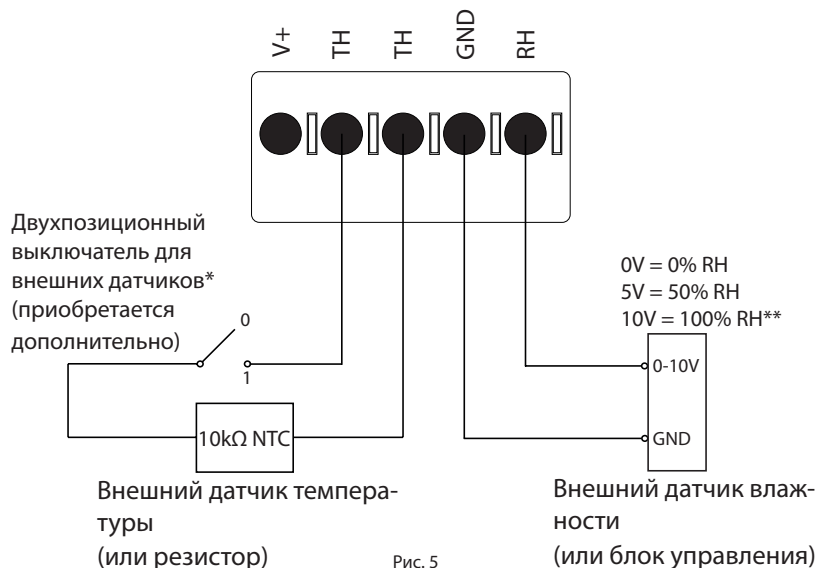 V+
TH
TH
GND
RH
Двухпозиционный
выключатель для
внешних датчиков*
(приобретается
дополнительно)
0
1
0V = 0% RH
5V = 50% RH
10V = 100% RH**
0-10V
10kΩ NTC
GND
Внешний датчик темпера-
туры
(или резистор)
Внешний датчик влаж-
ности
(или блок управления)
Рис. 5